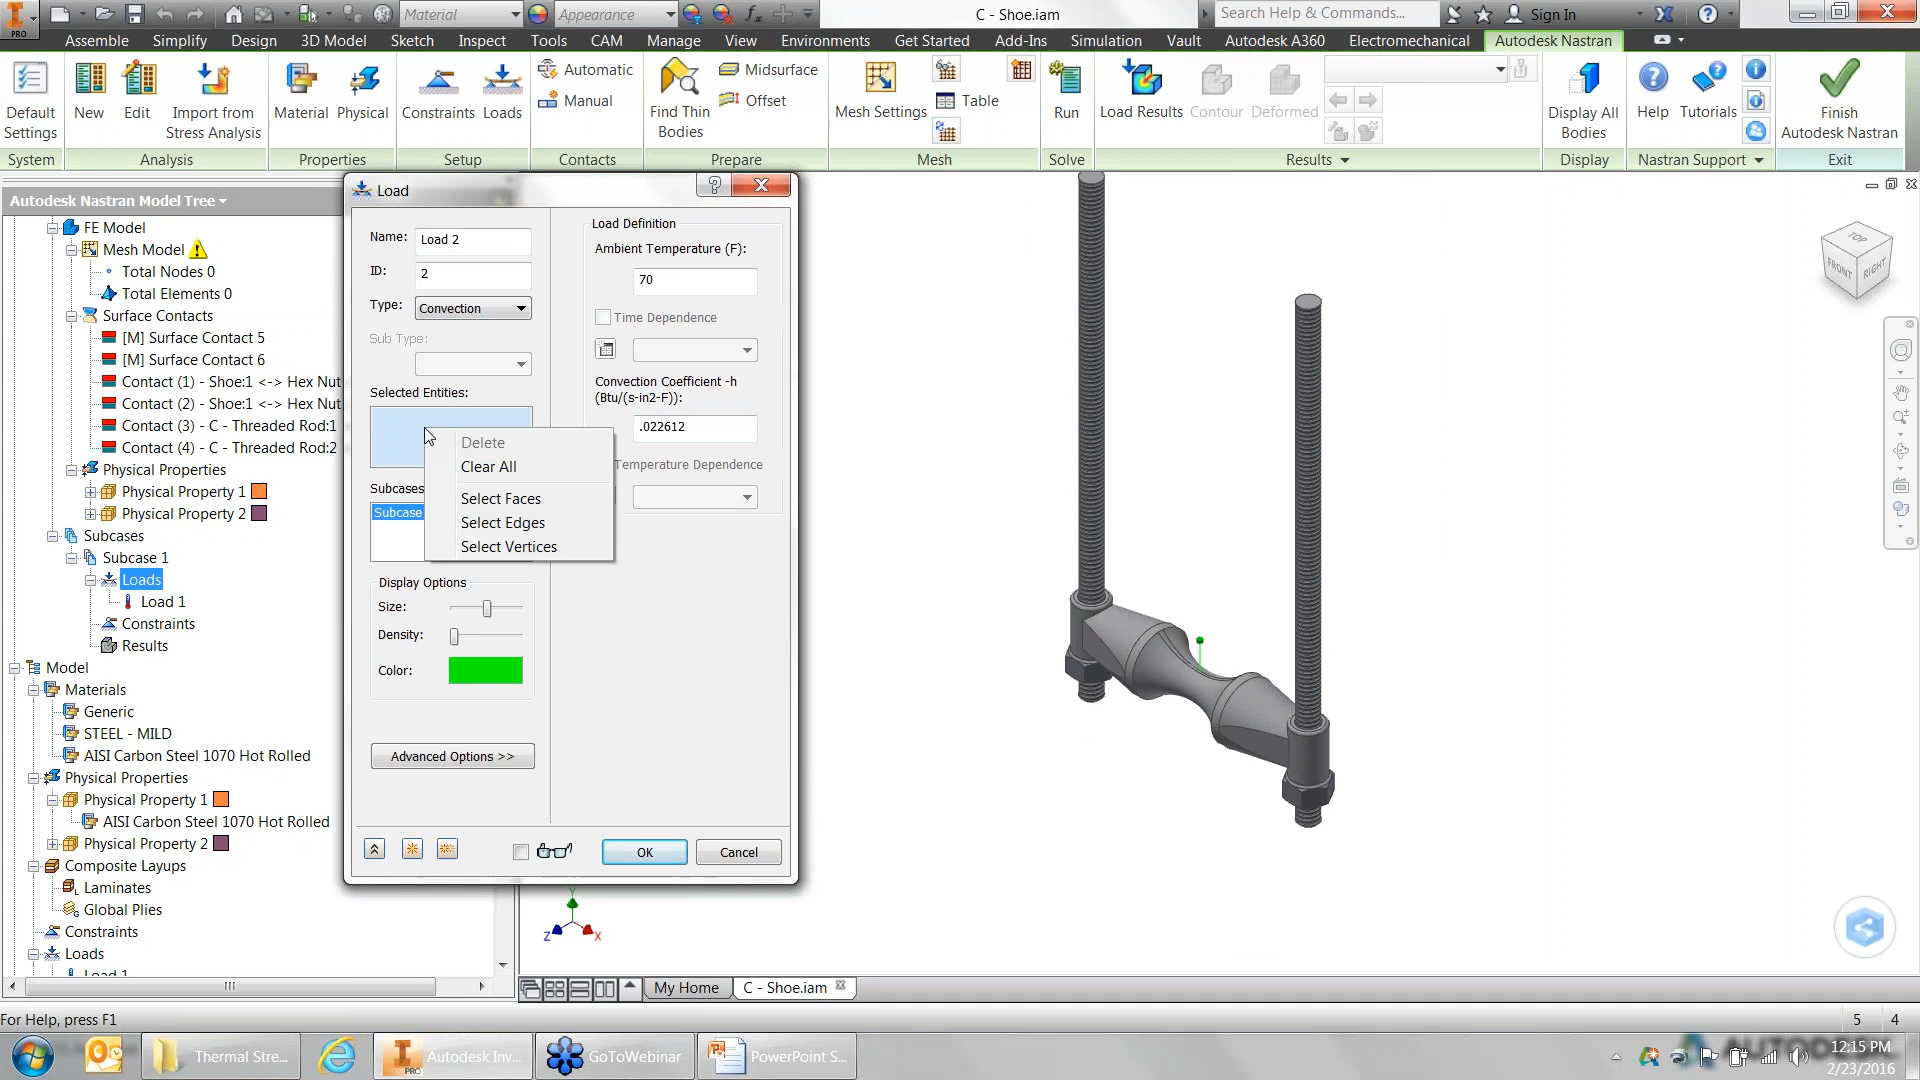 Material
Appearance
C - Shoe.iam
Search Help & Commands...
Sign In
PRO
Assemble
Simplify
Design
3D Model
Sketch
Inspect
Tools
CAM
Manage
View
Environments
Get Started
Add-Ins
Simulation
Vault
Autodesk A360
Electromechanical
Autodesk Nastran
Default Settings
New
Edit
Import from Stress Analysis
Material
Physical
Constraints
Loads
Automatic
Manual
Find Thin Bodies
Midsurface
Offset
Mesh Settings
Table
Run
Load Results
Contour
Deformed
Display All Bodies
Help
Tutorials
Finish Autodesk Nastran
System
Analysis
Properties
Setup
Contacts
Prepare
Mesh
Solve
Results
Display
Nastran Support
Exit
Autodesk Nastran Model Tree
FE Model
Mesh Model
Total Nodes 0
Total Elements 0
Surface Contacts
[M] Surface Contact 5
[M] Surface Contact 6
Contact (1) - Shoe:1 <-> Hex Nut
Contact (2) - Shoe:1 <-> Hex Nut
Contact (3) - C - Threaded Rod:1
Contact (4) - C - Threaded Rod:2
Physical Properties
Physical Property 1
Physical Property 2
Subcases
Subcase 1
Loads
Load 1
Constraints
Results
Model
Materials
Generic
STEEL - MILD
AISI Carbon Steel 1070 Hot Rolled
Physical Properties
Physical Property 1
AISI Carbon Steel 1070 Hot Rolled
Physical Property 2
Composite Layups
Laminates
Global Plies
Constraints
Loads
Load 1
Load
Name: Load 2
ID: 2
Type: Convection
Sub Type:
Selected Entities:
Delete
Clear All
Select Faces
Select Edges
Select Vertices
Subcases
Subcase
Display Options
Size:
Density:
Color:
Advanced Options >>
Load Definition
Ambient Temperature (F):
70
Time Dependence
Convection Coefficient -h
(Btu/(s-in2-F)):
.022612
Temperature Dependence
OK
Cancel
TOP
FRONT
RIGHT
Y
Z
X
My Home
C - Shoe.iam
For Help, press F1
5
4
Thermal Stre...
PRO
Autodesk Inv...
GoToWebinar
PowerPoint S...
12:15 PM
2/23/2016